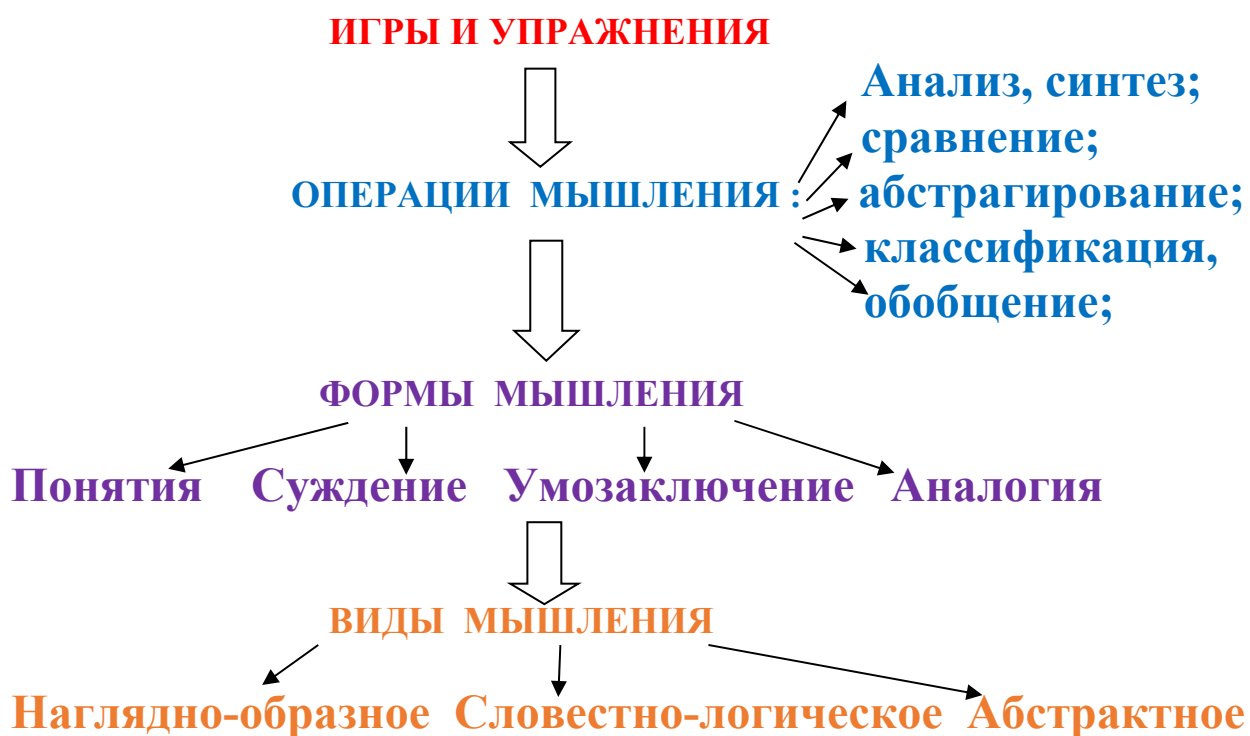 ИГРЫ И УПРАЖНЕНИЯ
Анализ, синтез;
сравнение;
ОПЕРАЦИИ МЫШЛЕНИЯ :
абстрагирование;
классификация,
обобщение;
ФОРМЫ МЫШЛЕНИЯ
Понятия Суждение Умозаключение Аналогия
ВИДЫ МЫШЛЕНИЯ
Наглядно-образное Словестно-логическое Абстрактное